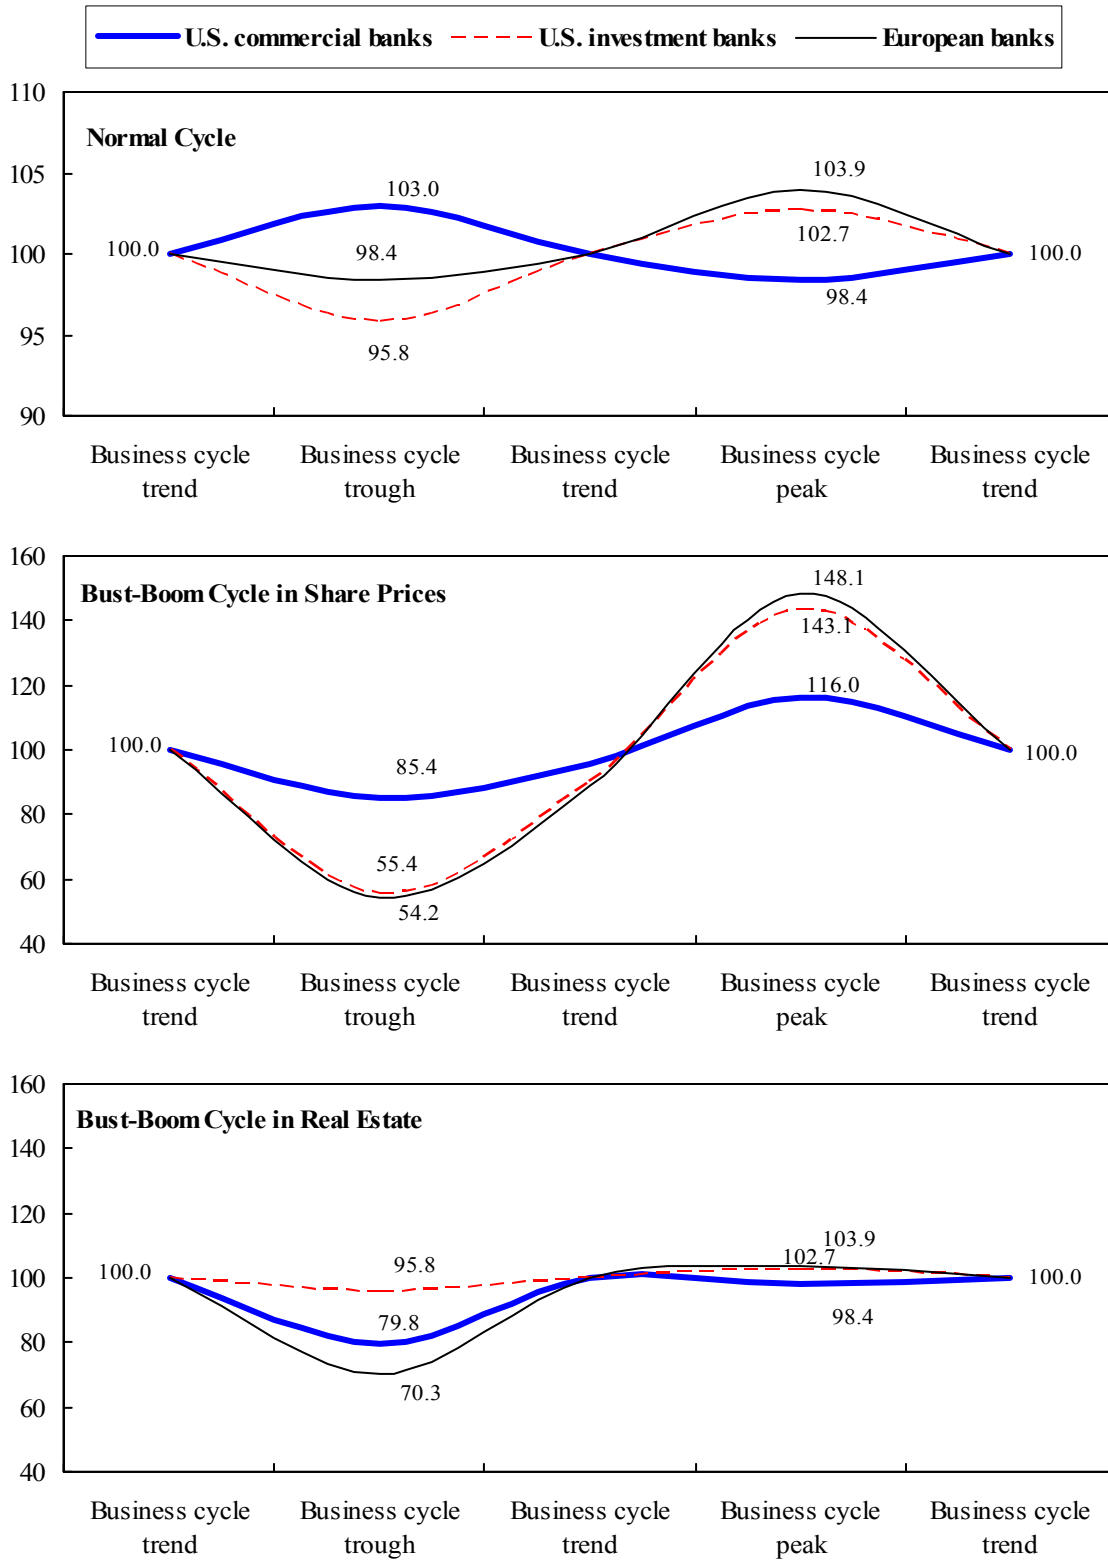 U.S. commercial banks U.S. investment banks European banks
110
Normal Cycle
105
103.9
103.0
102.7
100
100.0
98.4
100.0
98.4
95
95.8
90
Business cycle trend
Business cycle trough
Business cycle trend
Business cycle peak
Business cycle trend
160
Bust-Boom Cycle in Share Prices
148.1
140
143.1
120
116.0
100
100.0
85.4
100.0
80
60
55.4
54.2
40
Business cycle trend
Business cycle trough
Business cycle trend
Business cycle peak
Business cycle trend
160
Bust-Boom Cycle in Real Estate
140
120
103.9
102.7
100
100.0
95.8
100.0
98.4
80
79.8
70.3
60
40
Business cycle trend
Business cycle trough
Business cycle trend
Business cycle peak
Business cycle trend